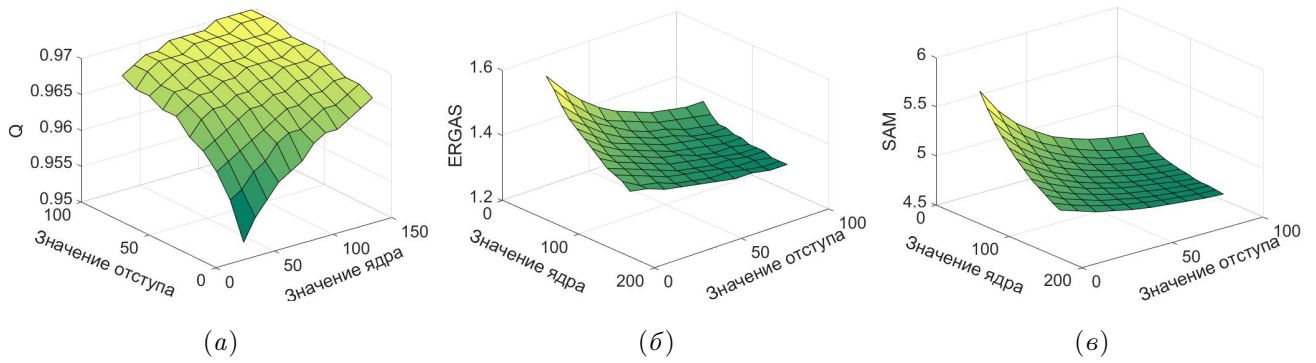 0.97
0.965
0.96
0.955
0.95
Q
100
50
0
Значение отступа
0
50
100
150
Значение ядра
(а)
1.6
1.4
1.2
ERGAS
0
100
200
Значение ядра
0
50
100
Значение отступа
(б)
6
5.5
5
4.5
SAM
0
100
200
Значение ядра
0
50
100
Значение отступа
(в)